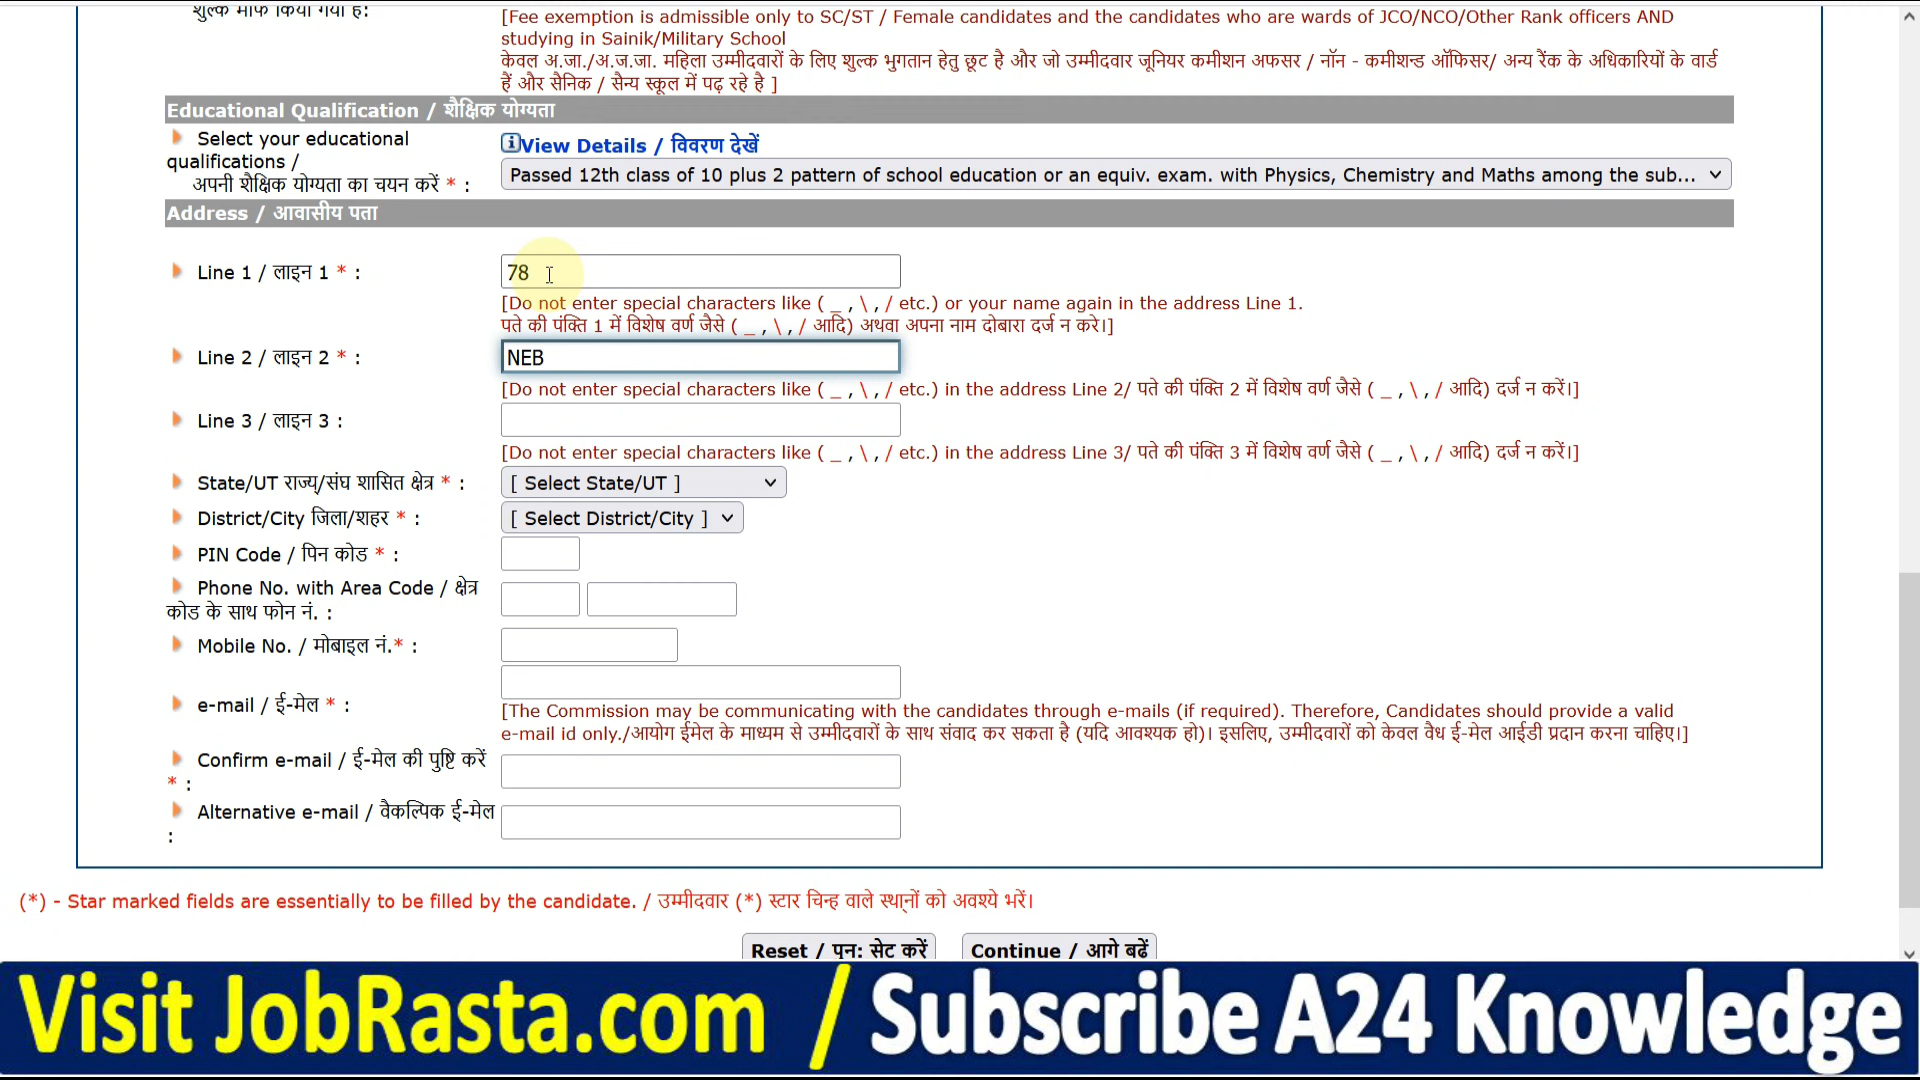 शुल्क माफ किया गया है:
[Fee exemption is admissible only to SC/ST / Female candidates and the candidates who are wards of JCO/NCO/Other Rank officers AND
studying in Sainik/Military School
केवल अ.जा./अ.ज.जा. महिला उम्मीदवारों के लिए शुल्क भुगतान हेतु छूट है और जो उम्मीदवार जूनियर कमीशन अफसर / नॉन - कमीशन्ड ऑफिसर/ अन्य रैंक के अधिकारियों के वार्ड
हैं और सैनिक / सैन्य स्कूल में पढ़ रहे है ]
Educational Qualification / शैक्षिक योग्यता
Select your educational
qualifications /
अपनी शैक्षिक योग्यता का चयन करें * :
View Details / विवरण देखें
Passed 12th class of 10 plus 2 pattern of school education or an equiv. exam. with Physics, Chemistry and Maths among the sub...
Address / आवासीय पता
Line 1 / लाइन 1 * :
78
[Do not enter special characters like ( _ , \ , / etc.) or your name again in the address Line 1.
पते की पंक्ति 1 में विशेष वर्ण जैसे ( _ , \ , / आदि) अथवा अपना नाम दोबारा दर्ज न करे।]
Line 2 / लाइन 2 * :
NEB
[Do not enter special characters like ( _ , \ , / etc.) in the address Line 2/ पते की पंक्ति 2 में विशेष वर्ण जैसे ( _ , \ , / आदि) दर्ज न करें।]
Line 3 / लाइन 3 :
[Do not enter special characters like ( _ , \ , / etc.) in the address Line 3/ पते की पंक्ति 3 में विशेष वर्ण जैसे ( _ , \ , / आदि) दर्ज न करें।]
State/UT राज्य/संघ शासित क्षेत्र * :
[ Select State/UT ]
District/City जिला/शहर * :
[ Select District/City ]
PIN Code / पिन कोड * :
Phone No. with Area Code / क्षेत्र
कोड के साथ फोन नं. :
Mobile No. / मोबाइल नं.* :
e-mail / ई-मेल * :
[The Commission may be communicating with the candidates through e-mails (if required). Therefore, Candidates should provide a valid
e-mail id only./आयोग ईमेल के माध्यम से उम्मीदवारों के साथ संवाद कर सकता है (यदि आवश्यक हो)। इसलिए, उम्मीदवारों को केवल वैध ई-मेल आईडी प्रदान करना चाहिए।]
Confirm e-mail / ई-मेल की पुष्टि करें
* :
Alternative e-mail / वैकल्पिक ई-मेल
:
(*) - Star marked fields are essentially to be filled by the candidate. / उम्मीदवार (*) स्टार चिन्ह वाले स्थानों को अवश्ये भरें।
Reset / पुन: सेट करें
Continue / आगे बढ़ें
Visit JobRasta.com / Subscribe A24 Knowledge